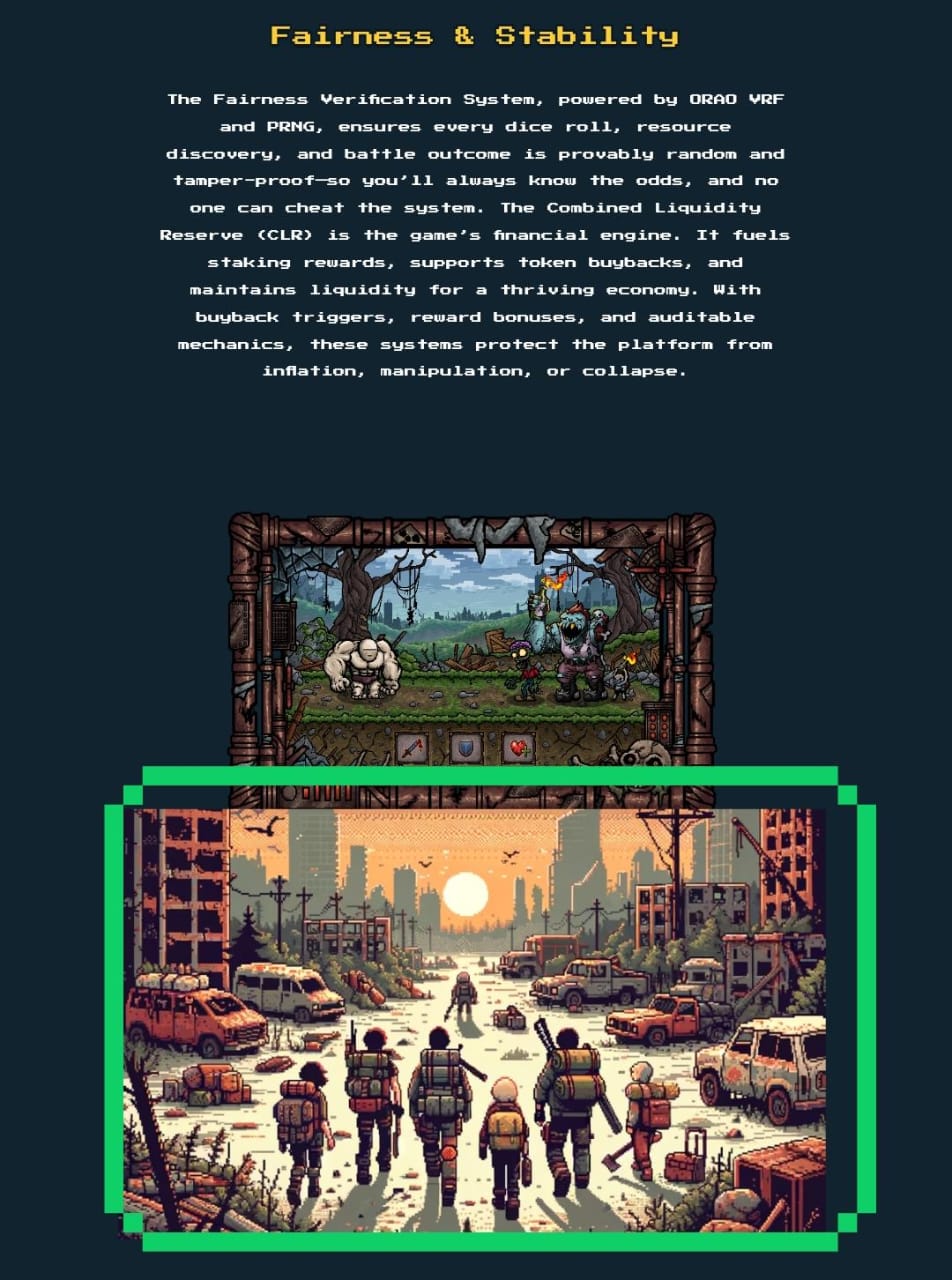 Fairness & Stability
The Fairness Verification System, powered by ORAO VRF
and PRNG, ensures every dice roll, resource
discovery, and battle outcome is provably random and
tamper-proof—so you’ll always know the odds, and no
one can cheat the system. The Combined Liquidity
Reserve (CLR) is the game’s financial engine. It fuels
staking rewards, supports token buybacks, and
maintains liquidity for a thriving economy. With
buyback triggers, reward bonuses, and auditable
mechanics, these systems protect the platform from
inflation, manipulation, or collapse.